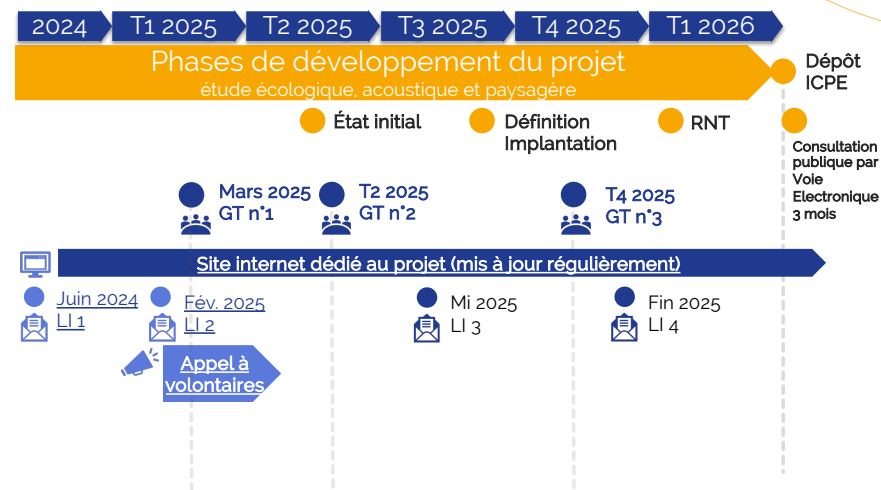 2024
T1 2025
T2 2025
T3 2025
T4 2025
T1 2026
Phases de développement du projet
étude écologique, acoustique et paysagère
Dépôt
ICPE
État initial
Définition
Implantation
RNT
Consultation
publique par
Voie
Electronique
3 mois
Mars 2025
GT n°1
T2 2025
GT n°2
T4 2025
GT n°3
Site internet dédié au projet (mis à jour régulièrement)
Juin 2024
LI 1
Fév. 2025
LI 2
Mi 2025
LI 3
Fin 2025
LI 4
Appel à
volontaires